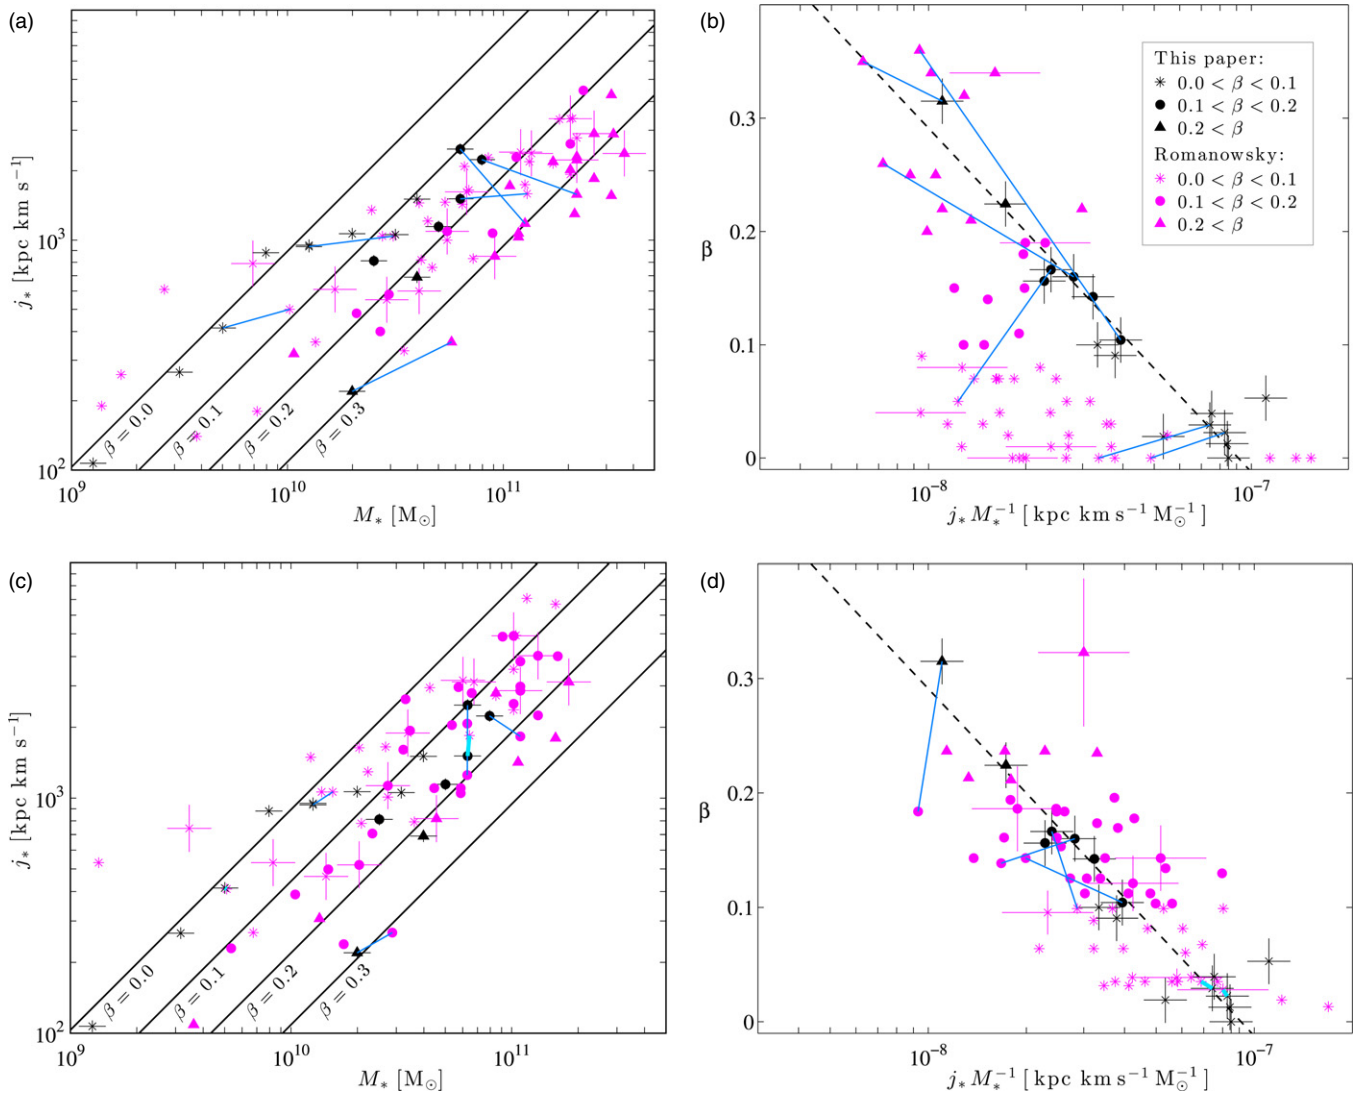 (a)
10³
10²
j* [kpc km s⁻¹]
β = 0.0
β = 0.1
β = 0.2
β = 0.3
10⁹ 10¹⁰ 10¹¹
M* [M⊙]
(b)
β
0.3
0.2
0.1
0
This paper:
0.0 < β < 0.1
0.1 < β < 0.2
0.2 < β
Romanowsky:
0.0 < β < 0.1
0.1 < β < 0.2
0.2 < β
10⁻⁸ 10⁻⁷
j* M*⁻¹ [ kpc km s⁻¹ M⊙⁻¹ ]
(c)
10³
10²
j* [kpc km s⁻¹]
β = 0.0
β = 0.1
β = 0.2
β = 0.3
10⁹ 10¹⁰ 10¹¹
M* [M⊙]
(d)
β
0.3
0.2
0.1
0
10⁻⁸ 10⁻⁷
j* M*⁻¹ [ kpc km s⁻¹ M⊙⁻¹ ]